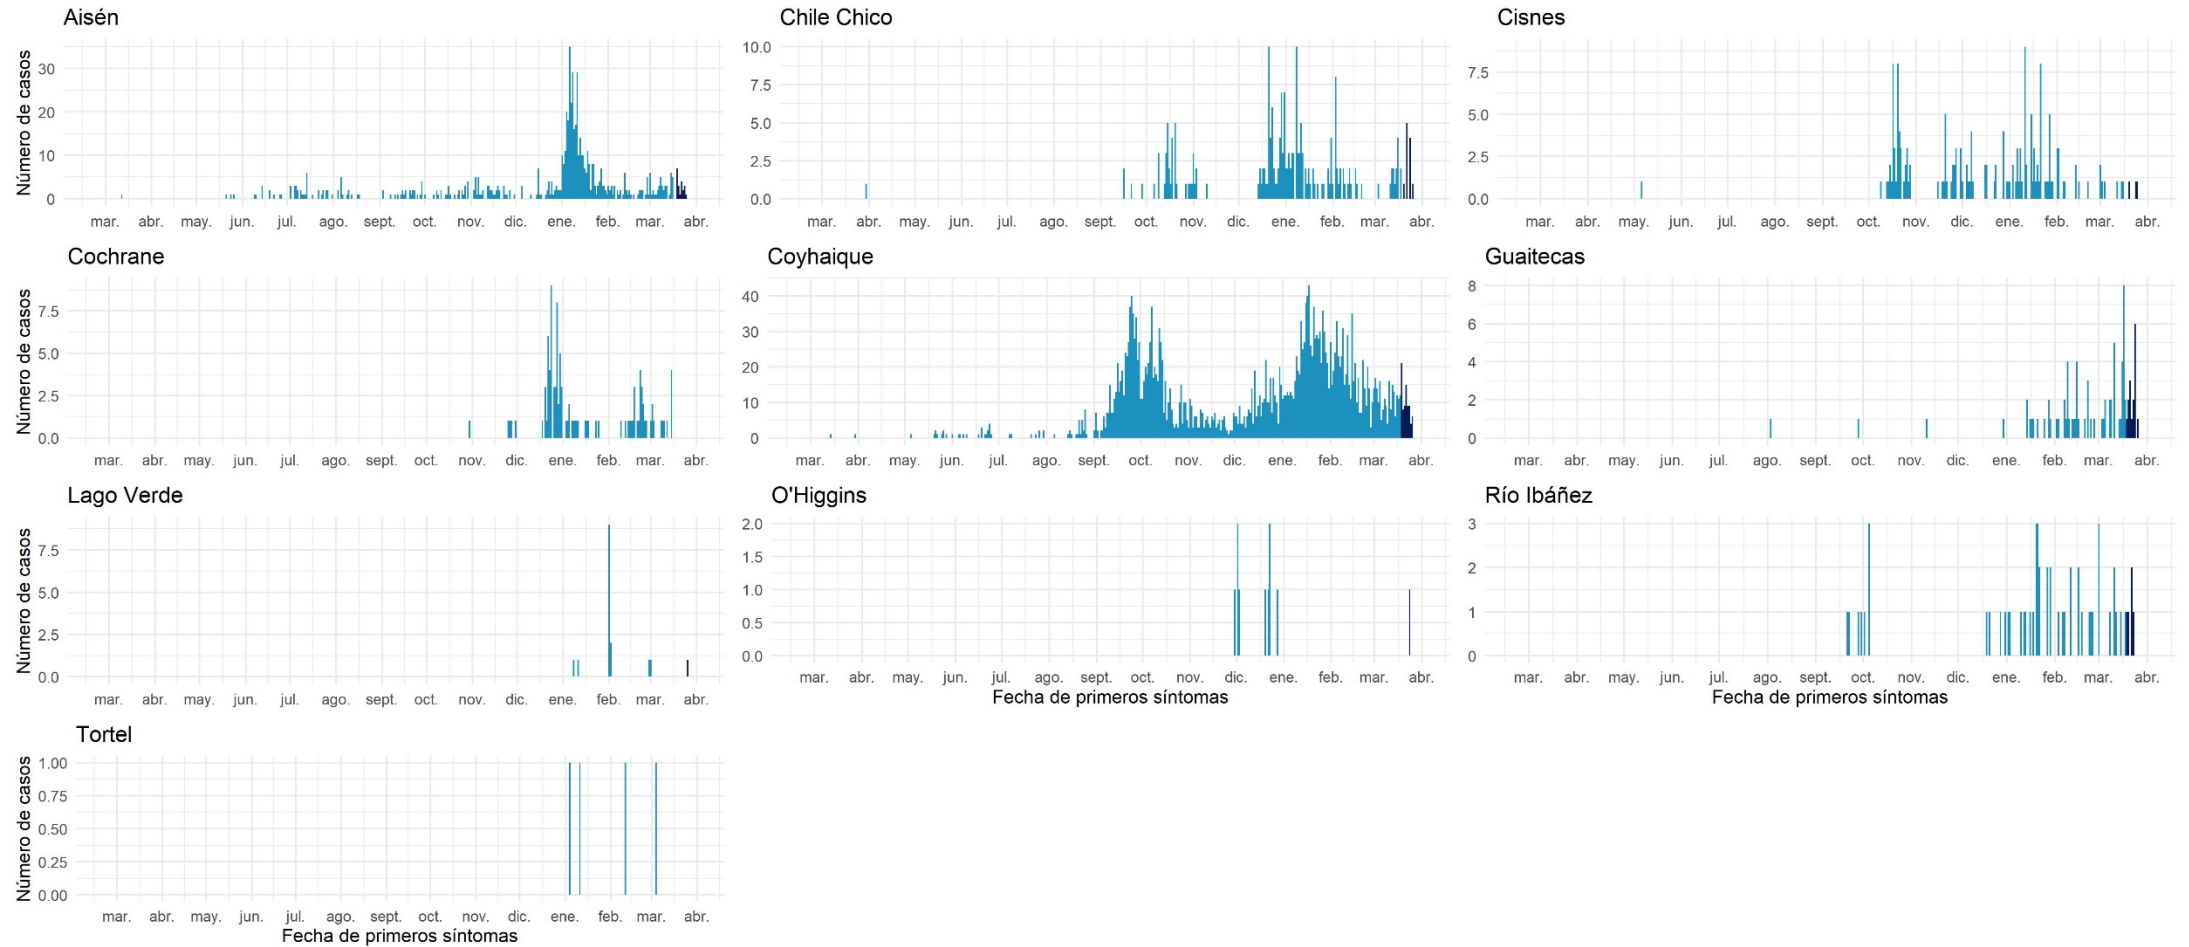 Aisén
Número de casos
30
20
10
0
mar. abr. may. jun. jul. ago. sept. oct. nov. dic. ene. feb. mar. abr.
Chile Chico
10.0
7.5
5.0
2.5
0.0
mar. abr. may. jun. jul. ago. sept. oct. nov. dic. ene. feb. mar. abr.
Cisnes
7.5
5.0
2.5
0.0
mar. abr. may. jun. jul. ago. sept. oct. nov. dic. ene. feb. mar. abr.
Cochrane
Número de casos
7.5
5.0
2.5
0.0
mar. abr. may. jun. jul. ago. sept. oct. nov. dic. ene. feb. mar. abr.
Coyhaique
40
30
20
10
0
mar. abr. may. jun. jul. ago. sept. oct. nov. dic. ene. feb. mar. abr.
Guaitecas
8
6
4
2
0
mar. abr. may. jun. jul. ago. sept. oct. nov. dic. ene. feb. mar. abr.
Lago Verde
Número de casos
7.5
5.0
2.5
0.0
mar. abr. may. jun. jul. ago. sept. oct. nov. dic. ene. feb. mar. abr.
O'Higgins
2.0
1.5
1.0
0.5
0.0
mar. abr. may. jun. jul. ago. sept. oct. nov. dic. ene. feb. mar. abr.
Fecha de primeros síntomas
Río Ibáñez
3
2
1
0
mar. abr. may. jun. jul. ago. sept. oct. nov. dic. ene. feb. mar. abr.
Fecha de primeros síntomas
Tortel
Número de casos
1.00
0.75
0.50
0.25
0.00
mar. abr. may. jun. jul. ago. sept. oct. nov. dic. ene. feb. mar. abr.
Fecha de primeros síntomas